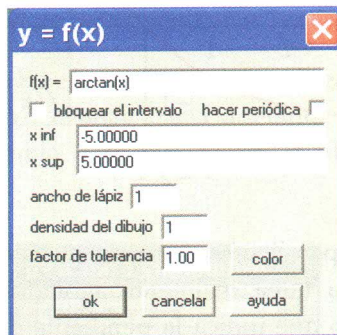 y = f(x)
f(x) = arctan(x)
bloquear el intervalo hacer periódica
x inf -5.00000
x sup 5.00000
ancho de lápiz 1
densidad del dibujo 1
factor de tolerancia 1.00 color
ok cancelar ayuda